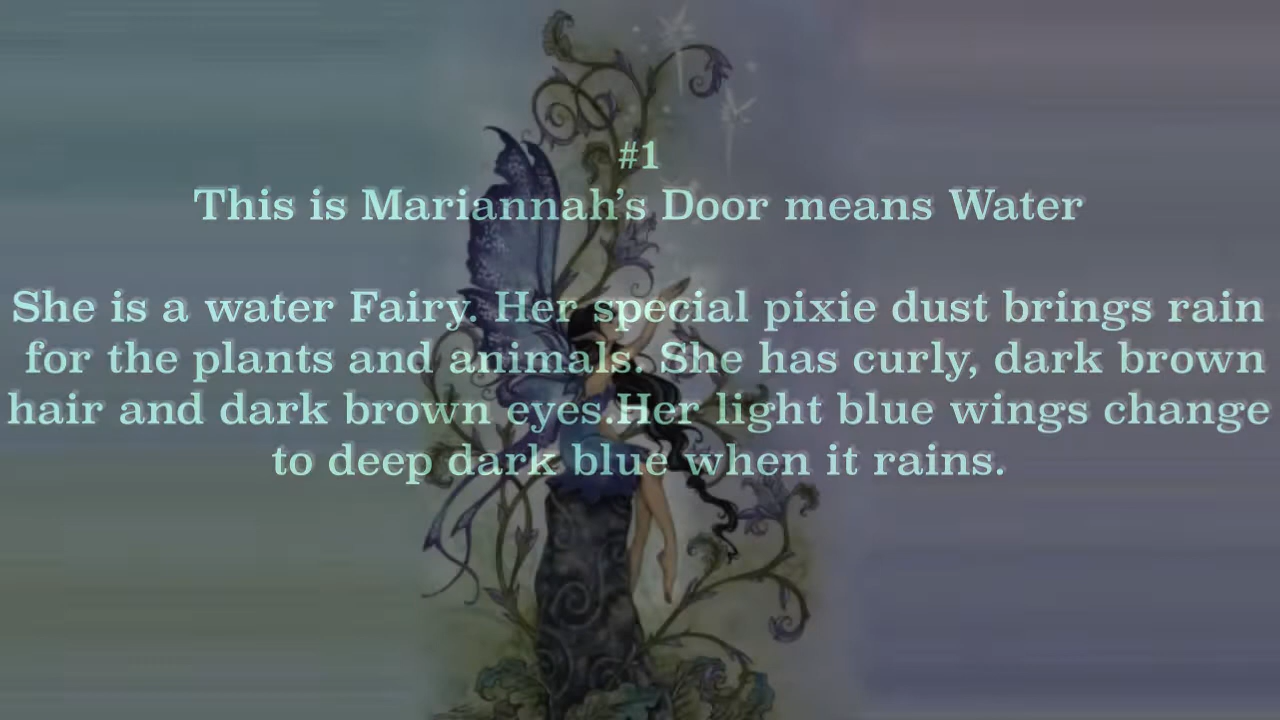 #1
This is Mariannah’s Door means Water
She is a water Fairy. Her special pixie dust brings rain
for the plants and animals. She has curly, dark brown
hair and dark brown eyes.Her light blue wings change
to deep dark blue when it rains.